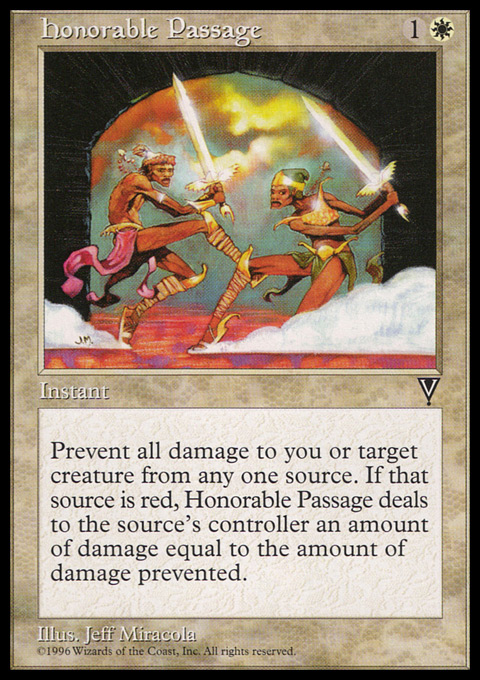 Honorable Passage 1
J.M.
Instant
Prevent all damage to you or target
creature from any one source. If that
source is red, Honorable Passage deals
to the source's controller an amount
of damage equal to the amount of
damage prevented.
Illus. Jeff Miracola
©1996 Wizards of the Coast, Inc. All rights reserved.